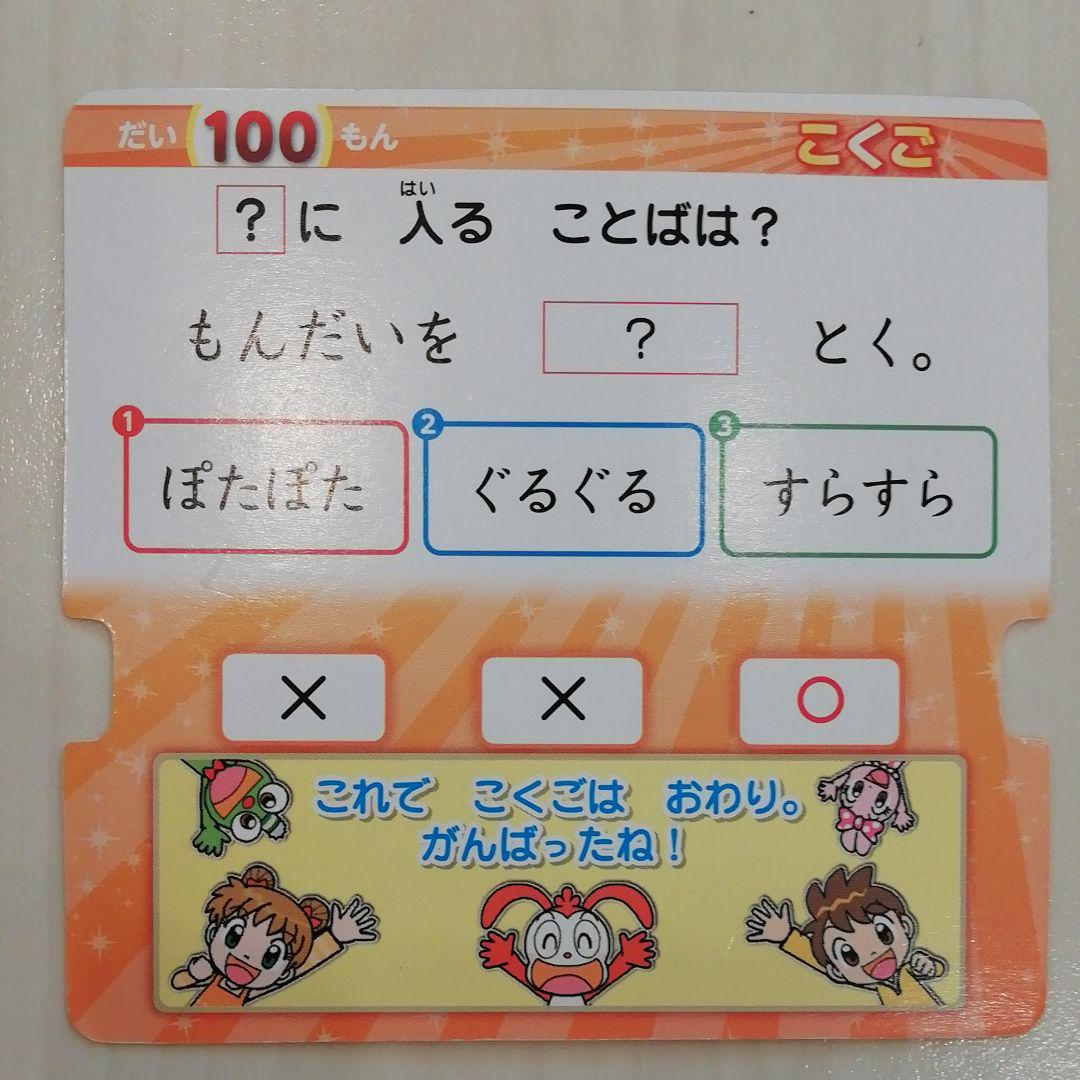 だい 100 もん こくご
?に 入る ことばは?
はい
もんだいを ? とく。
1 ぽたぽた
2 ぐるぐる
3 すらすら
× × ○
これで こくごは おわり。
がんばったね!